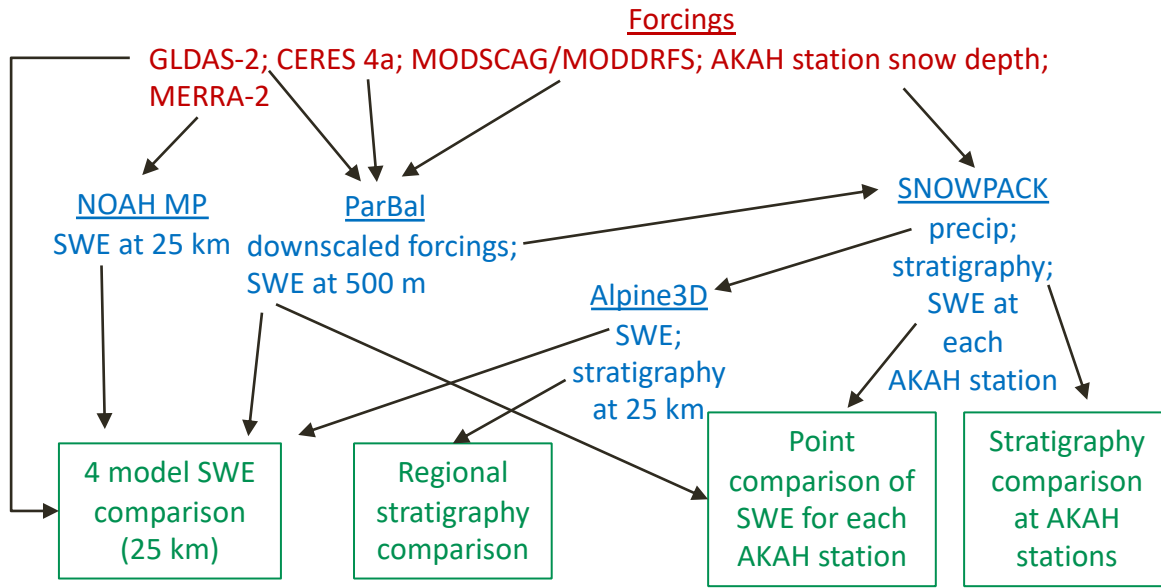 Forcings
GLDAS-2; CERES 4a; MODSCAG/MODDRFS; AKAH station snow depth;
MERRA-2
NOAH MP
SWE at 25 km
ParBal
downscaled forcings;
SWE at 500 m
SNOWPACK
precip;
stratigraphy;
SWE at
each
AKAH station
Alpine3D
SWE;
stratigraphy
at 25 km
4 model SWE
comparison
(25 km)
Regional
stratigraphy
comparison
Point
comparison of
SWE for each
AKAH station
Stratigraphy
comparison
at AKAH
stations